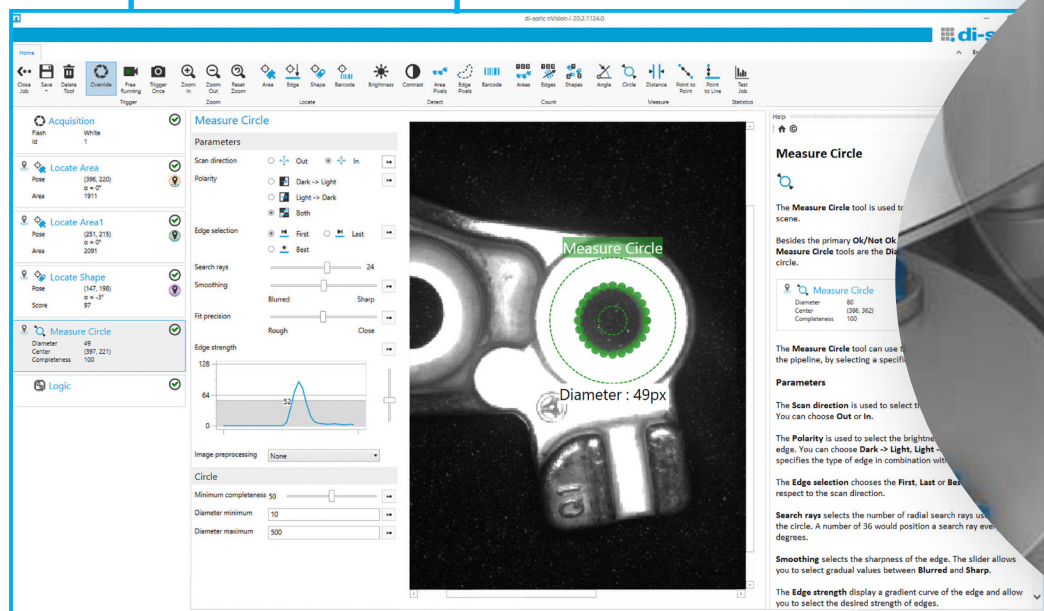 di-soric nVision-i 20.2.1124.0
di-s
Home
Close Job
Save
Delete Tool
Override
Free Running
Trigger Once
Zoom In
Zoom Out
Reset Zoom
Area
Edge
Shape
Barcode
Brightness
Contrast
Area Pixels
Edge Pixels
Barcode
Areas
Edges
Shapes
Angle
Circle
Distance
Point to Point
Point to Line
Test Job
Trigger
Zoom
Locate
Detect
Count
Measure
Statistics
Acquisition
Flash White
Id 1
Locate Area
Pose (396, 220)
α = 0°
Area 1911
Locate Area1
Pose (251, 215)
α = 0°
Area 2091
Locate Shape
Pose (147, 198)
α = -3°
Score 97
Measure Circle
Diameter 49
Center (397, 221)
Completeness 100
Logic
Measure Circle
Parameters
Scan direction Out In
Polarity Dark -> Light
Light -> Dark
Both
Edge selection First Last
Best
Search rays 24
Smoothing
Blurred Sharp
Fit precision
Rough Close
Edge strength
128
64
52
0
Image preprocessing None
Circle
Minimum completeness 50
Diameter minimum 10
Diameter maximum 500
Measure Circle
Diameter : 49px
Help
Measure Circle
The Measure Circle tool is used to
scene.
Besides the primary Ok/Not Ok
Measure Circle tools are the Dia
circle.
Measure Circle
Diameter 80
Center (386, 362)
Completeness 100
The Measure Circle tool can use
the pipeline, by selecting a specifi
Parameters
The Scan direction is used to select
You can choose Out or In.
The Polarity is used to select the brightne
edge. You can choose Dark -> Light, Light -
specifies the type of edge in combination with
The Edge selection chooses the First, Last or Bes
respect to the scan direction.
Search rays selects the number of radial search rays
the circle. A number of 36 would position a search ray
degrees.
Smoothing selects the sharpness of the edge. The slider allows
you to select gradual values between Blurred and Sharp.
The Edge strength display a gradient curve of the edge and allow
you to select the desired strength of edges.